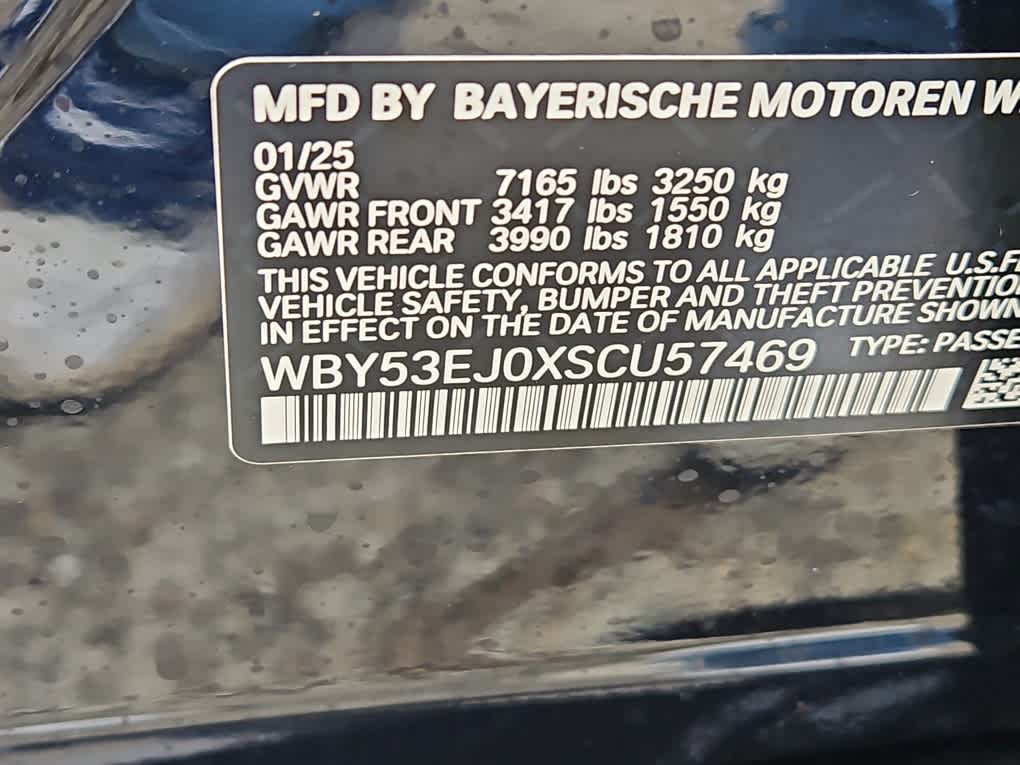 MFD BY BAYERISCHE MOTOREN W
01/25
GVWR 7165 lbs 3250 kg
GAWR FRONT 3417 lbs 1550 kg
GAWR REAR 3990 lbs 1810 kg
THIS VEHICLE CONFORMS TO ALL APPLICABLE U.S.F
VEHICLE SAFETY, BUMPER AND THEFT PREVENTIO
IN EFFECT ON THE DATE OF MANUFACTURE SHOWN
WBY53EJ0XSCU57469 TYPE: PASSE